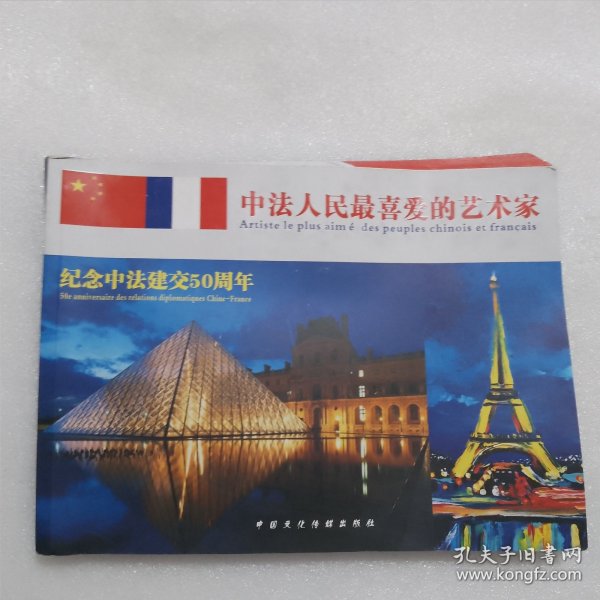 中法人民最喜爱的艺术家
Artiste le plus aimé des peuples chinois et francais
纪念中法建交50周年
50e anniversaire des relations diplomatiques Chine-France
中国文化传媒出版社
孔夫子旧书网
www.kongfz.com